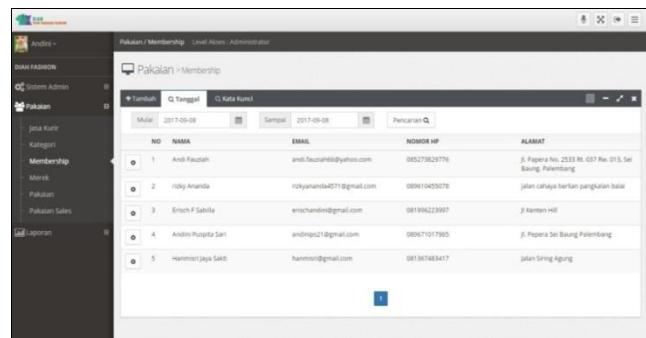 Andini
Pakaian / Membership Level Akses : Administrator
DIAH FASHION
Pakaian > Membership
Sistem Admin
Pakaian
Tambah Tanggal Kata Kunci
Jasa Kurir
Mulai 2017-09-08 Sampai 2017-09-08 Pencarian
Kategori
NO NAMA EMAIL NOMOR HP ALAMAT
Membership
1 Andi Fauziah andi.fauziah66@yahoo.com 085273829776 Jl. Papera No. 2533 Rt. 037 Rw. 013, Sei
Baung, Palembang
Merek
2 rizky Ananda rizkyananda4571@gmail.com 089610455078 jalan cahaya berlian pangkalan balai
Pakaian
3 Erisch F Sabilla erischandini@gmail.com 081996223997 Jl Kenten Hill
Pakaian Sales
4 Andini Puspita Sari andinips21@gmail.com 089671017965 Jl. Pepera Sei Baung Palembang
Laporan
5 Hanmisri Jaya Sakti hanmisri@gmail.com 081367483417 Jalan Siring Agung
1